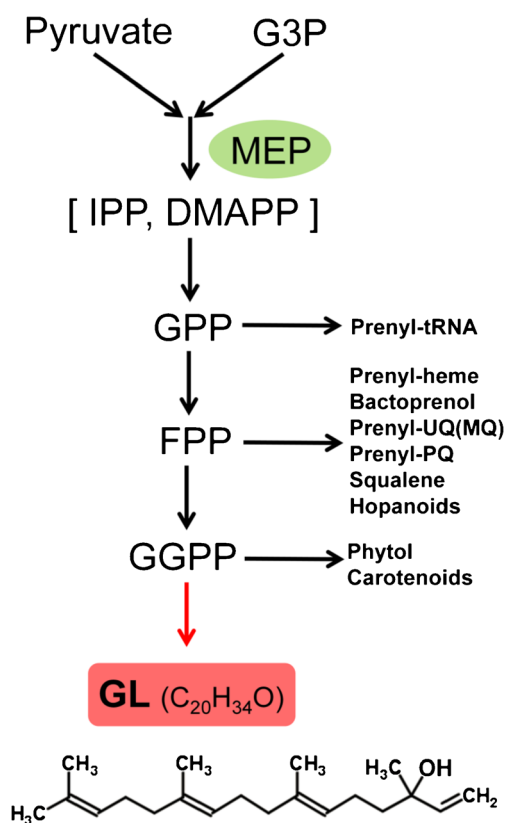 Pyruvate G3P
MEP
[ IPP, DMAPP ]
GPP
Prenyl-tRNA
Prenyl-heme
Bactoprenol
Prenyl-UQ(MQ)
FPP
Prenyl-PQ
Squalene
Hopanoids
GGPP
Phytol
Carotenoids
GL (C₂₀H₃₄O)
CH₃ CH₃ CH₃ H₃C OH
H₃C CH₂